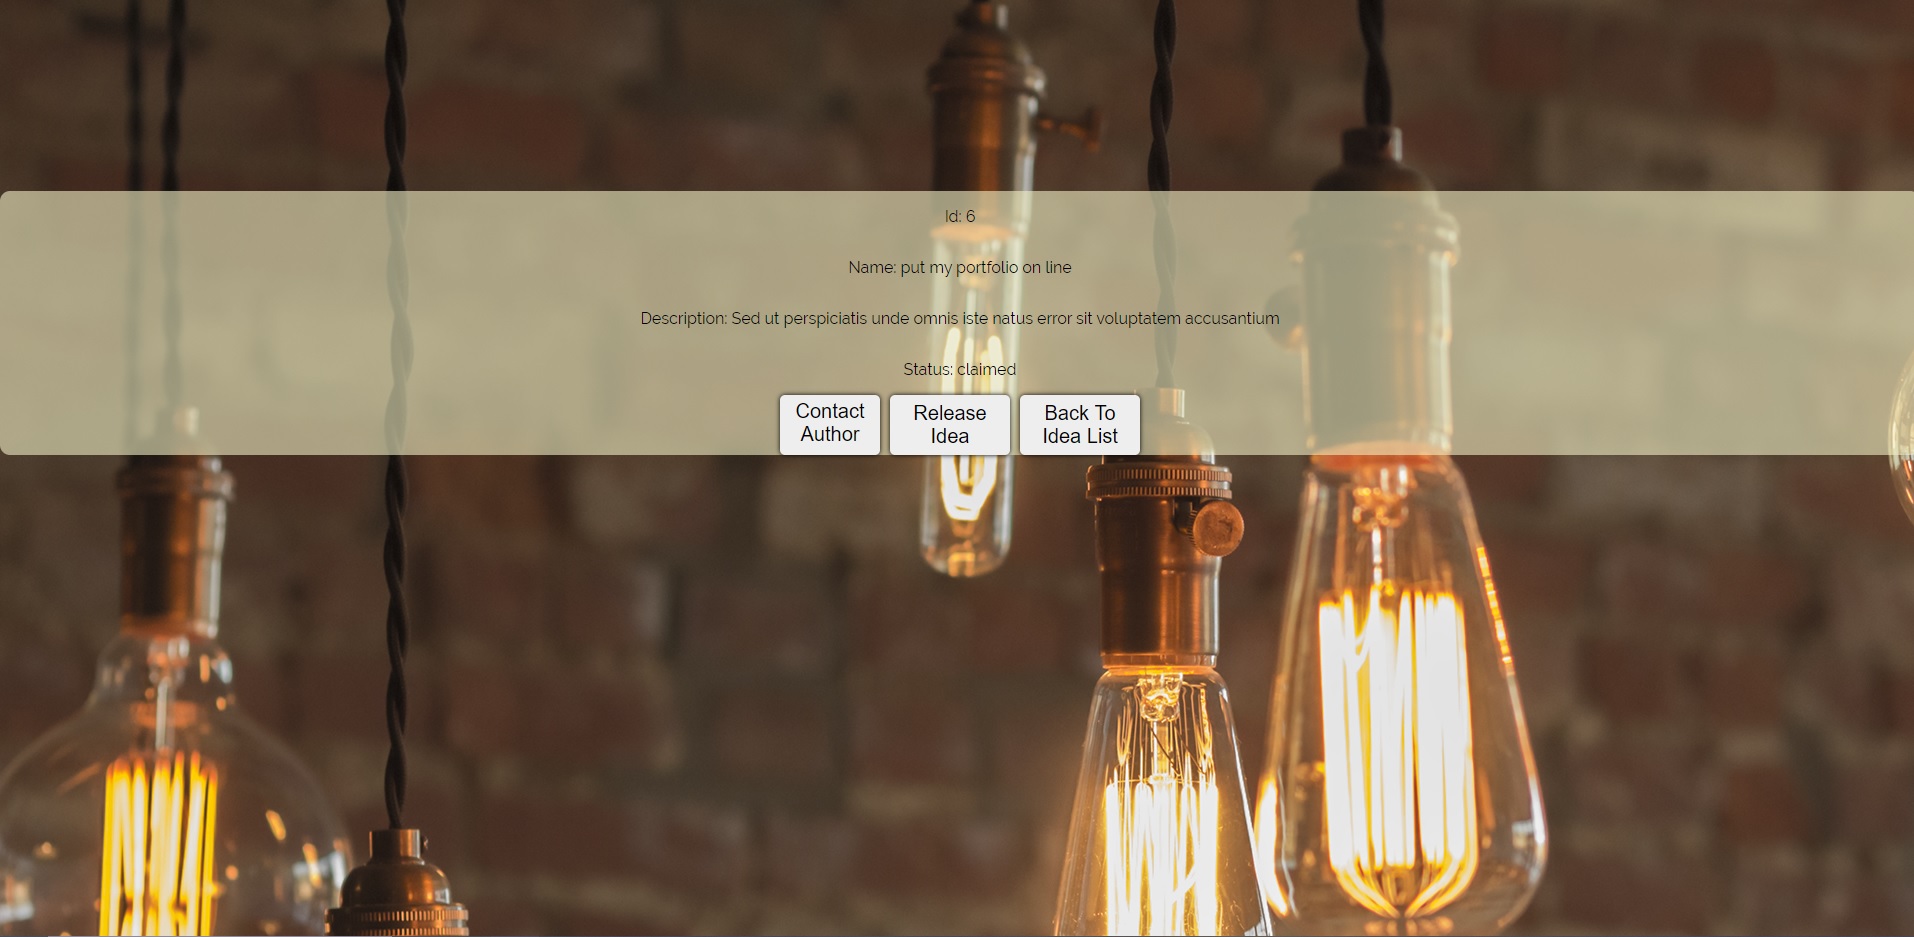 Id: 6
Name: put my portfolio on line
Description: Sed ut perspiciatis unde omnis iste natus error sit voluptatem accusantium
Status: claimed
Contact
Author
Release
Idea
Back To
Idea List